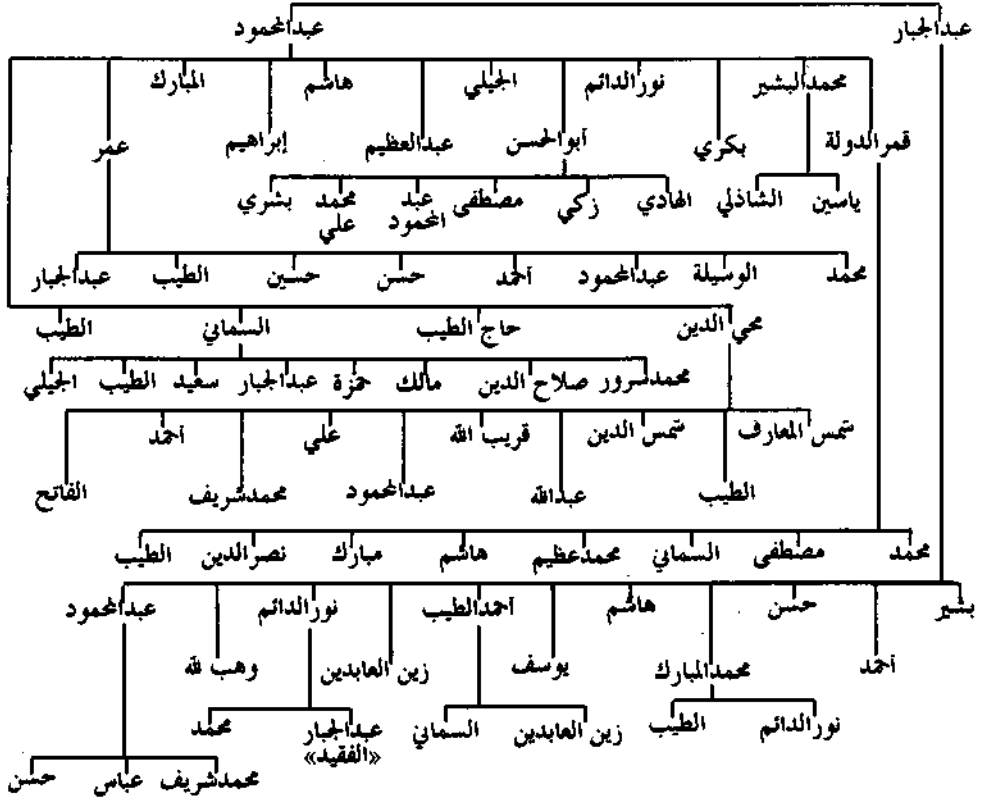 عبدالجبار عبدالمحمود
محمدالبشير نورالدائم الجيلي هاشم المبارك
قمرالدولة بكري أبوالحسن عبدالعظيم إبراهيم عمر
ياسين الشاذلي الهادي زكي مصطفى عبد المحمود محمد علي بشري
محمد الوسيلة عبدالمحمود أحمد حسن حسين الطيب عبدالجبار
محي الدين حاج الطيب السماني الطيب
محمدسرور صلاح الدين مالك حمزة عبدالجبار سعيد الطيب الجيلي
شمس المعارف شمس الدين قريب الله علي أحمد
الطيب عبدالله عبدالمحمود محمدشريف الفاتح
محمد مصطفى السماني محمدعظيم هاشم مبارك نصرالدين الطيب
بشير حسن هاشم أحمدالطيب نورالدائم عبدالمحمود
أحمد محمدالمبارك يوسف زين العابدين وهب لله
نورالدائم الطيب زين العابدين السماني عبدالجبار محمد
«الفقيد»
محمدشريف عباس حسن